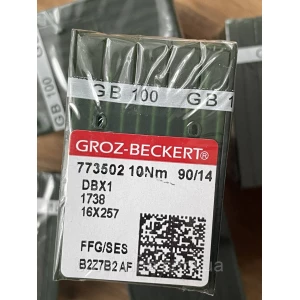 GB 100 GB 1
GROZ-BECKERT®
773502 10Nm 90/14
DBX1
1738
16X257
FFG/SES
B2Z7B2 AF